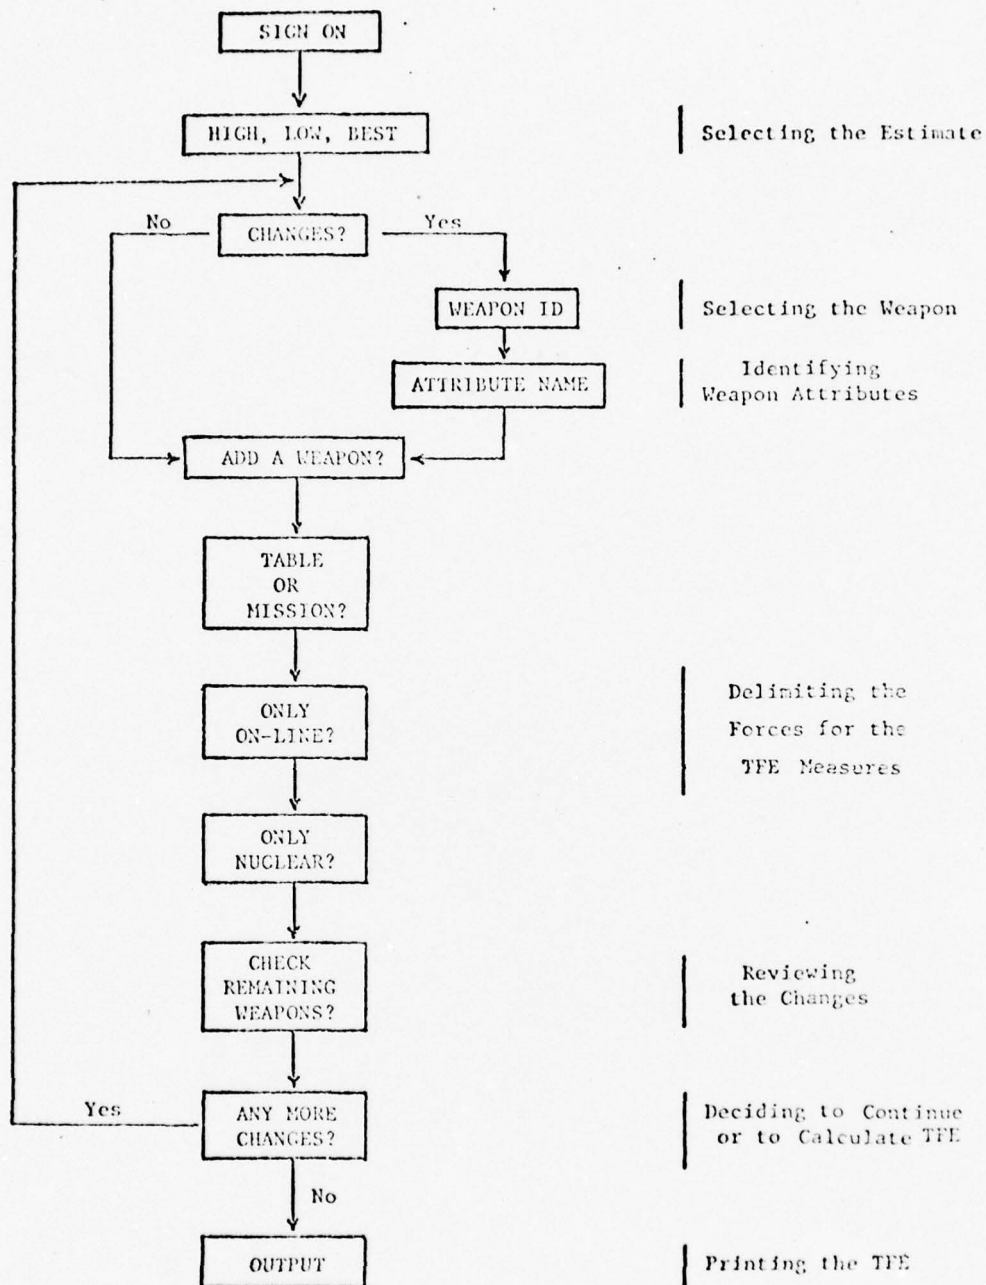 SIGN ON
HIGH, LOW, BEST
Selecting the Estimate
No
CHANGES?
Yes
WEAPON ID
Selecting the Weapon
ATTRIBUTE NAME
Identifying
Weapon Attributes
ADD A WEAPON?
TABLE
OR
MISSION?
ONLY
ON-LINE?
Delimiting the
Forces for the
TFE Measures
ONLY
NUCLEAR?
CHECK
REMAINING
WEAPONS?
Reviewing
the Changes
Yes
ANY MORE
CHANGES?
Deciding to Continue
or to Calculate TFE
No
OUTPUT
Printing the TFE